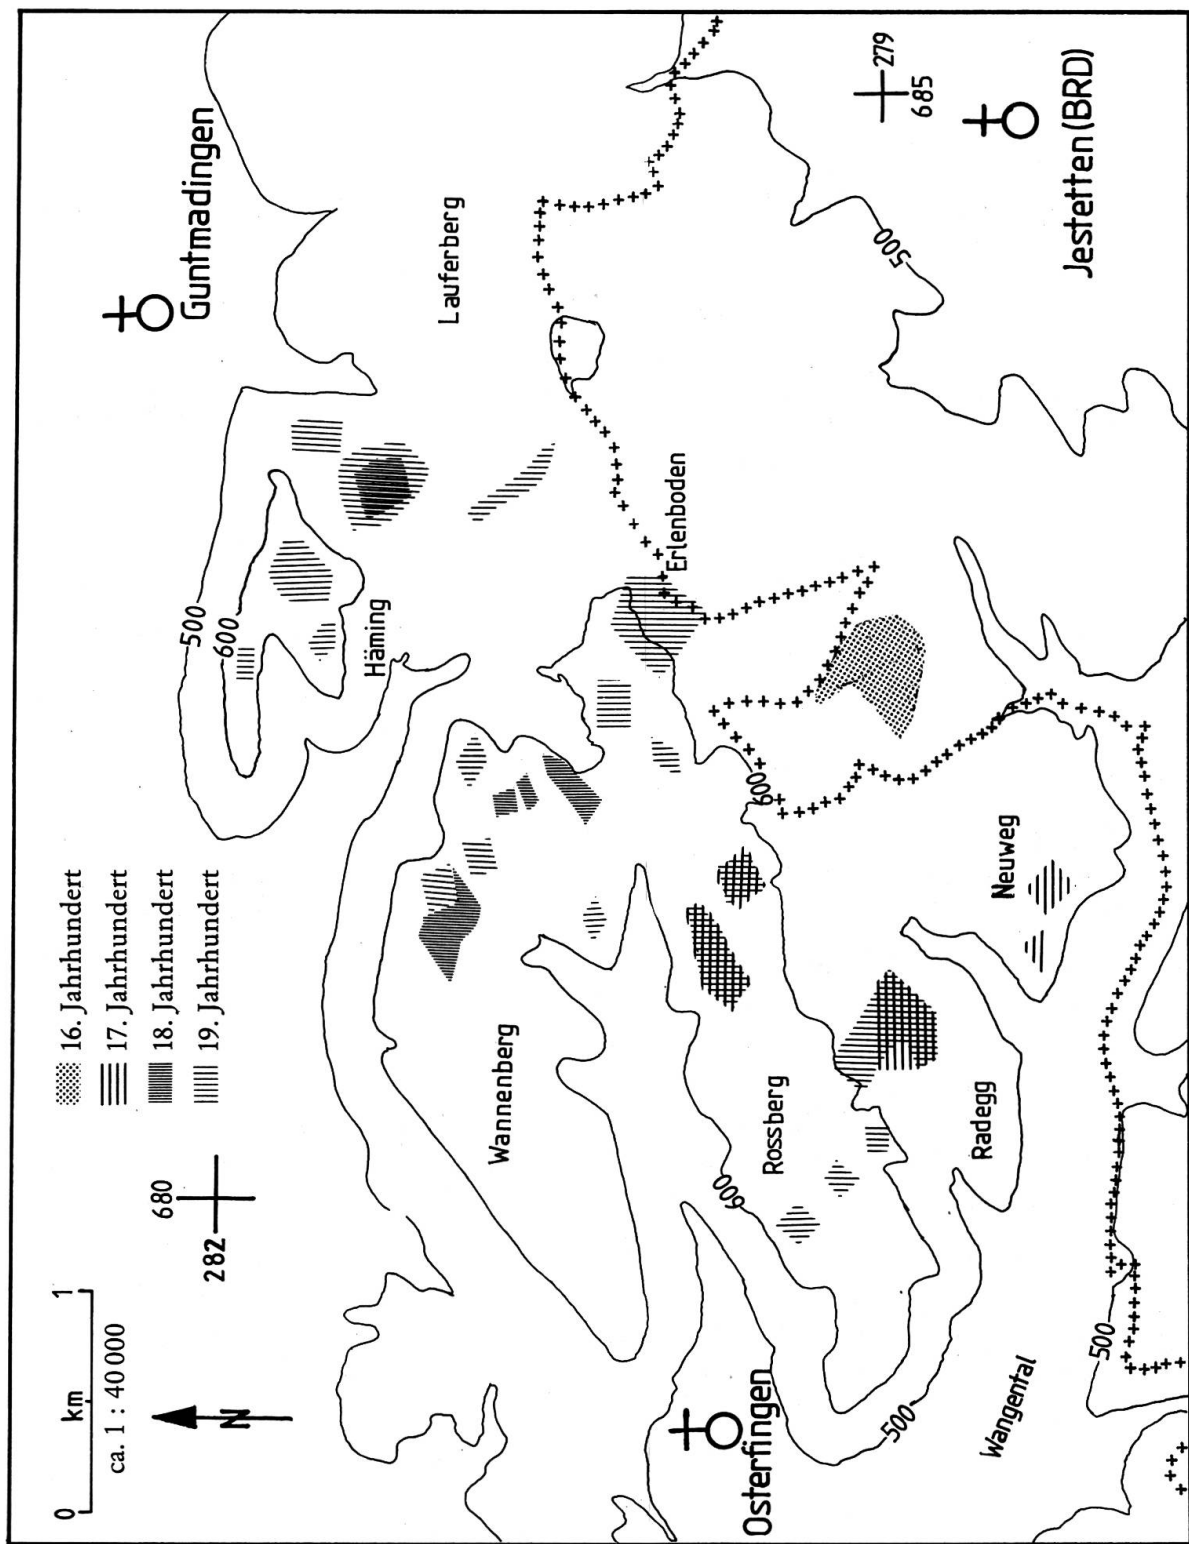 0 km 1
ca. 1 : 40 000
N
680
282
16. Jahrhundert
17. Jahrhundert
18. Jahrhundert
19. Jahrhundert
Guntmadingen
500
600
Häming
Lauferberg
279
685
Jestetten (BRD)
500
Erlenboden
Wannenberg
600
Rossberg
600
Neuweg
Radegg
Osterfingen
500
Wangental
500